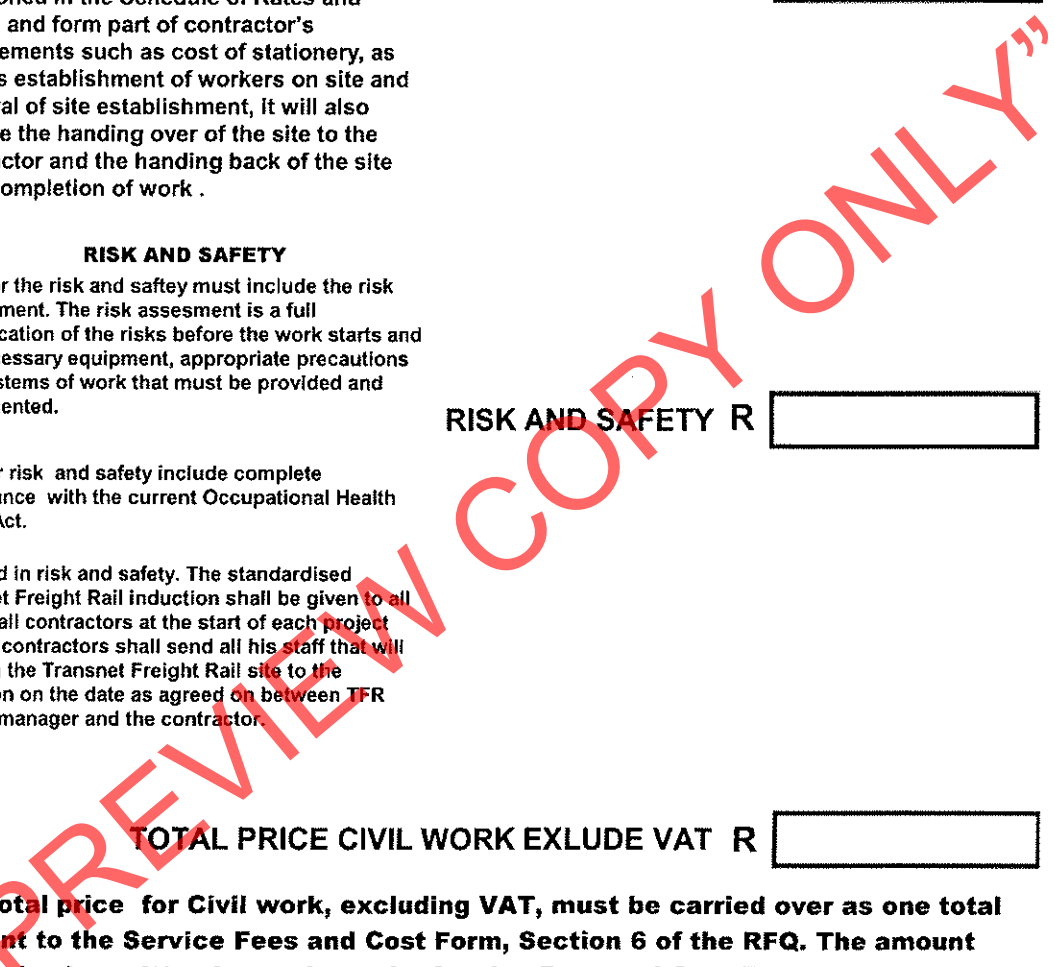 in the Schedule of Rates and
and form part of contractor's
ements such as cost of stationery, as
s establishment of workers on site and
al of site establishment, it will also
e the handing over of the site to the
ctor and the handing back of the site
ompletion of work .
RISK AND SAFETY
r the risk and saftey must include the risk
ment. The risk assesment is a full
cation of the risks before the work starts and
essary equipment, appropriate precautions
stems of work that must be provided and
ented.
RISK AND SAFETY R
r risk and safety include complete
ance with the current Occupational Health
Act.
d in risk and safety. The standardised
et Freight Rail induction shall be given to all
all contractors at the start of each project
contractors shall send all his staff that will
the Transnet Freight Rail site to the
on on the date as agreed on between TFR
manager and the contractor.
TOTAL PRICE CIVIL WORK EXLUDE VAT R
otal price for Civil work, excluding VAT, must be carried over as one total
nt to the Service Fees and Cost Form, Section 6 of the RFQ. The amount
PREVIEW COPY ONLY”